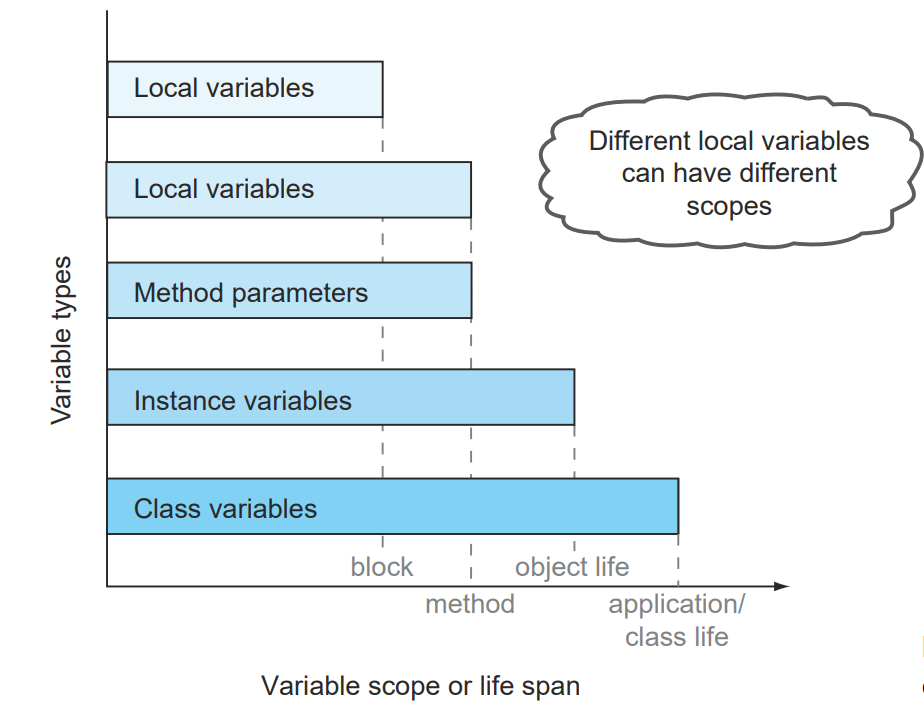 Local variables
Different local variables
can have different
scopes
Local variables
Method parameters
Variable types
Instance variables
Class variables
block
object life
method
application/
class life
Variable scope or life span